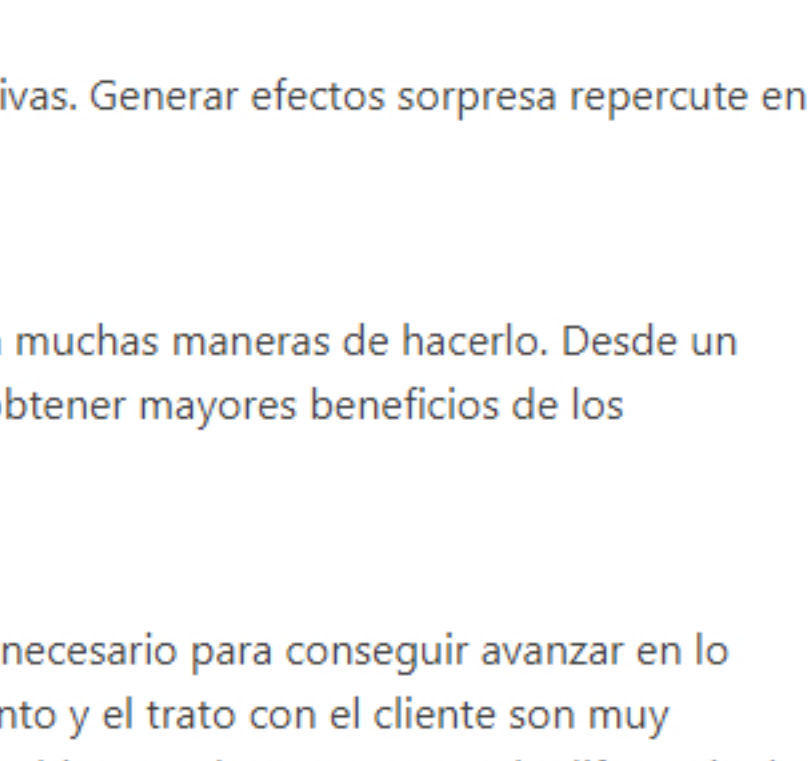 ivas. Generar efectos sorpresa repercute en
muchas maneras de hacerlo. Desde un
obtener mayores beneficios de los
necesario para conseguir avanzar en lo
nto y el trato con el cliente son muy